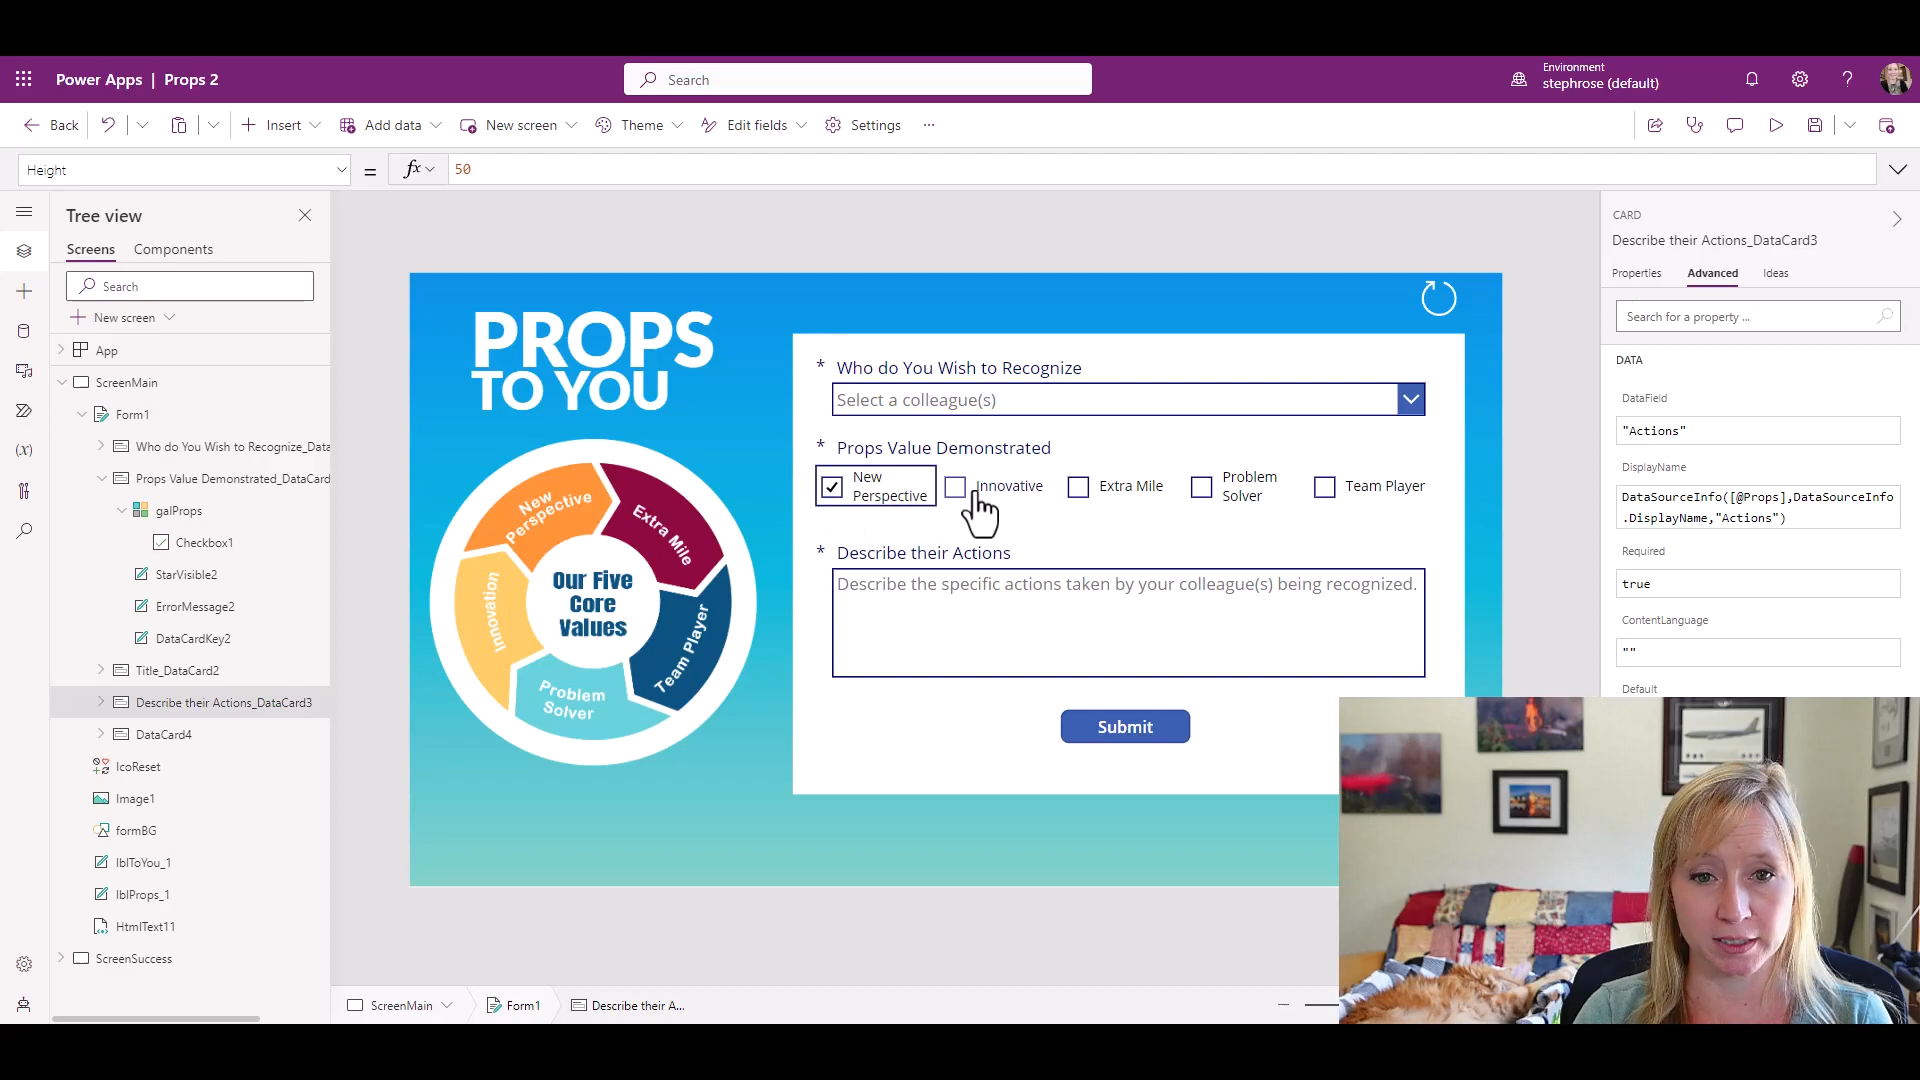 Power Apps | Props 2
Search
Environment
stephrose (default)
Back
Insert
Add data
New screen
Theme
Edit fields
Settings
...
Height
=
fx
50
Tree view
Screens
Components
Search
New screen
App
ScreenMain
Form1
Who do You Wish to Recognize_Data
Props Value Demonstrated_DataCard
galProps
Checkbox1
StarVisible2
ErrorMessage2
DataCardKey2
Title_DataCard2
Describe their Actions_DataCard3
DataCard4
IcoReset
Image1
formBG
lblToYou_1
lblProps_1
HtmlText11
ScreenSuccess
PROPS
TO YOU
New
Perspective
Extra Mile
Team Player
Problem
Solver
Innovation
Our Five
Core
Values
* Who do You Wish to Recognize
Select a colleague(s)
* Props Value Demonstrated
New
Perspective
Innovative
Extra Mile
Problem
Solver
Team Player
* Describe their Actions
Describe the specific actions taken by your colleague(s) being recognized.
Submit
CARD
Describe their Actions_DataCard3
Properties
Advanced
Ideas
Search for a property ...
DATA
DataField
"Actions"
DisplayName
DataSourceInfo([@Props],DataSourceInfo
.DisplayName,"Actions")
Required
true
ContentLanguage
""
Default
ScreenMain
Form1
Describe their A...